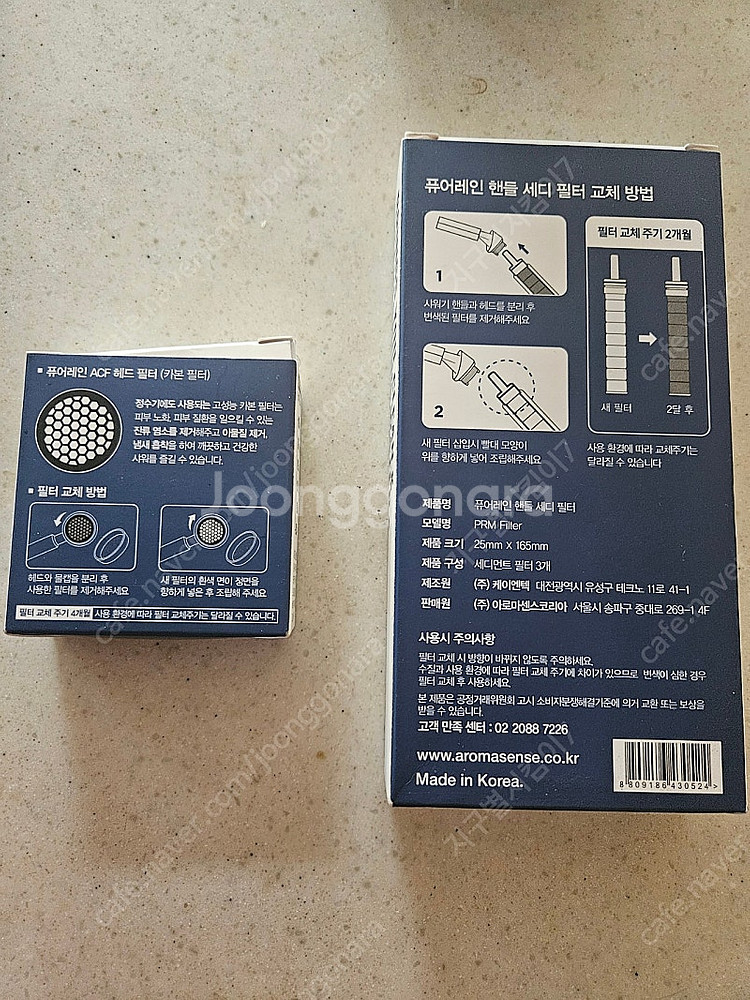 ■ 퓨어레인 ACF 헤드 필터 (카본 필터)
정수기에도 사용되는 고성능 카본 필터는
피부 노화, 피부 질환을 일으킬 수 있는
잔류 염소를 제거해주고 이물질 제거,
냄새 흡착을 하여 깨끗하고 건강한
샤워를 즐길 수 있습니다.
■ 필터 교체 방법
헤드와 물캡을 분리 후
사용한 필터를 제거해주세요
새 필터의 흰색 면이 정면을
향하게 넣은 후 조립해 주세요
필터 교체 주기 4개월 사용 환경에 따라 필터 교체주기는 달라질 수 있습니다.
퓨어레인 핸들 세디 필터 교체 방법
1
샤워기 핸들과 헤드를 분리 후
변색된 필터를 제거해주세요
2
새 필터 삽입시 빨대 모양이
위를 향하게 넣어 조립해주세요
필터 교체 주기 2개월
새 필터
2달 후
사용 환경에 따라 교체주기는
달라질 수 있습니다
제품명 퓨어레인 핸들 세디 필터
모델명 PRM Filter
제품 크기 25mm X 165mm
제품 구성 세디먼트 필터 3개
제조원 (주) 케이엔텍 대전광역시 유성구 테크노 11로 41-1
판매원 (주) 아로마센스코리아 서울시 송파구 중대로 269-1 4F
사용시 주의사항
필터 교체 시 방향이 바뀌지 않도록 주의하세요.
수질과 사용 환경에 따라 필터 교체 주기에 차이가 있으므로 변색이 심한 경우
필터 교체 후 사용하세요.
본 제품은 공정거래위원회 고시 소비자분쟁해결기준에 의거 교환 또는 보상을
받을 수 있습니다.
고객 만족 센터 : 02 2088 7226
www.aromasense.co.kr
Made in Korea.
8 809186 430524 >
Joonggonara
cafe.naver.com/joonggonara
지구별지킴017